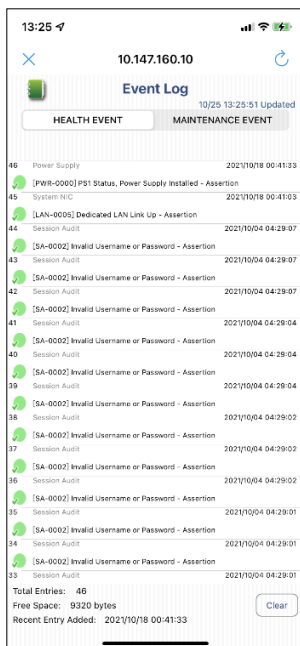 13:25
10.147.160.10
Event Log
10/25 13:25:51 Updated
HEALTH EVENT MAINTENANCE EVENT
46 Power Supply 2021/10/18 00:41:33
[PWR-0000] PS1 Status, Power Supply Installed - Assertion
45 System NIC 2021/10/18 00:41:03
[LAN-0005] Dedicated LAN Link Up - Assertion
44 Session Audit 2021/10/04 04:29:07
[SA-0002] Invalid Username or Password - Assertion
43 Session Audit 2021/10/04 04:29:07
[SA-0002] Invalid Username or Password - Assertion
42 Session Audit 2021/10/04 04:29:07
[SA-0002] Invalid Username or Password - Assertion
41 Session Audit 2021/10/04 04:29:04
[SA-0002] Invalid Username or Password - Assertion
40 Session Audit 2021/10/04 04:29:04
[SA-0002] Invalid Username or Password - Assertion
39 Session Audit 2021/10/04 04:29:04
[SA-0002] Invalid Username or Password - Assertion
38 Session Audit 2021/10/04 04:29:02
[SA-0002] Invalid Username or Password - Assertion
37 Session Audit 2021/10/04 04:29:02
[SA-0002] Invalid Username or Password - Assertion
36 Session Audit 2021/10/04 04:29:02
[SA-0002] Invalid Username or Password - Assertion
35 Session Audit 2021/10/04 04:29:01
[SA-0002] Invalid Username or Password - Assertion
34 Session Audit 2021/10/04 04:29:01
[SA-0002] Invalid Username or Password - Assertion
33 Session Audit 2021/10/04 04:29:01
Total Entries: 46
Free Space: 9320 bytes
Recent Entry Added: 2021/10/18 00:41:33
Clear